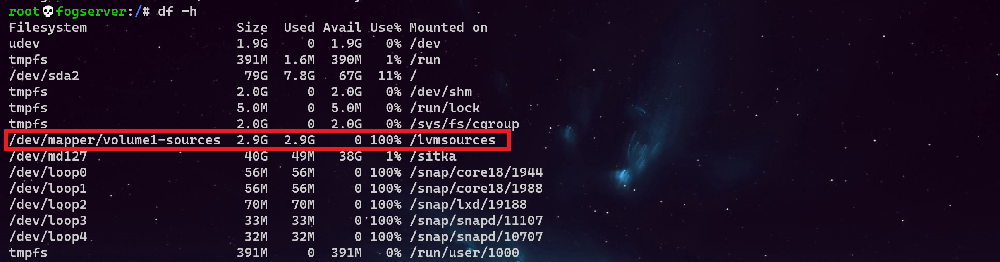 root💀fogserver:/# df -h
Filesystem Size Used Avail Use% Mounted on
udev 1.9G 0 1.9G 0% /dev
tmpfs 391M 1.6M 390M 1% /run
/dev/sda2 79G 7.8G 67G 11% /
tmpfs 2.0G 0 2.0G 0% /dev/shm
tmpfs 5.0M 0 5.0M 0% /run/lock
tmpfs 2.0G 0 2.0G 0% /sys/fs/cgroup
/dev/mapper/volume1-sources 2.9G 2.9G 0 100% /lvmsources
/dev/md127 40G 49M 38G 1% /sitka
/dev/loop0 56M 56M 0 100% /snap/core18/1944
/dev/loop1 56M 56M 0 100% /snap/core18/1988
/dev/loop2 70M 70M 0 100% /snap/lxd/19188
/dev/loop3 33M 33M 0 100% /snap/snapd/11107
/dev/loop4 32M 32M 0 100% /snap/snapd/10707
tmpfs 391M 0 391M 0% /run/user/1000